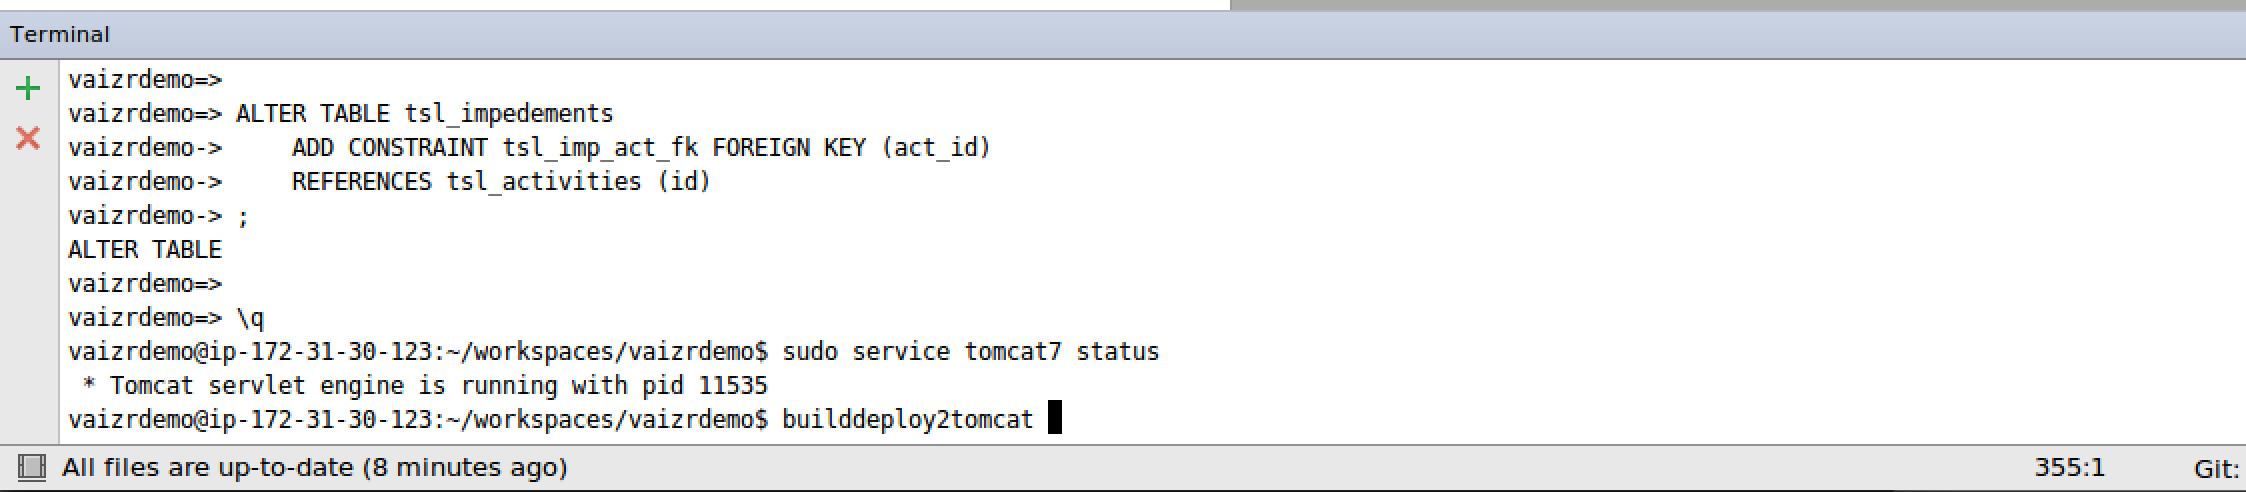 Terminal
vaizrdemo=>
vaizrdemo=> ALTER TABLE tsl_impedements
vaizrdemo->     ADD CONSTRAINT tsl_imp_act_fk FOREIGN KEY (act_id)
vaizrdemo->     REFERENCES tsl_activities (id)
vaizrdemo-> ;
ALTER TABLE
vaizrdemo=>
vaizrdemo=> \q
vaizrdemo@ip-172-31-30-123:~/workspaces/vaizrdemo$ sudo service tomcat7 status
 * Tomcat servlet engine is running with pid 11535
vaizrdemo@ip-172-31-30-123:~/workspaces/vaizrdemo$ builddeploy2tomcat
All files are up-to-date (8 minutes ago) 355:1 Git: